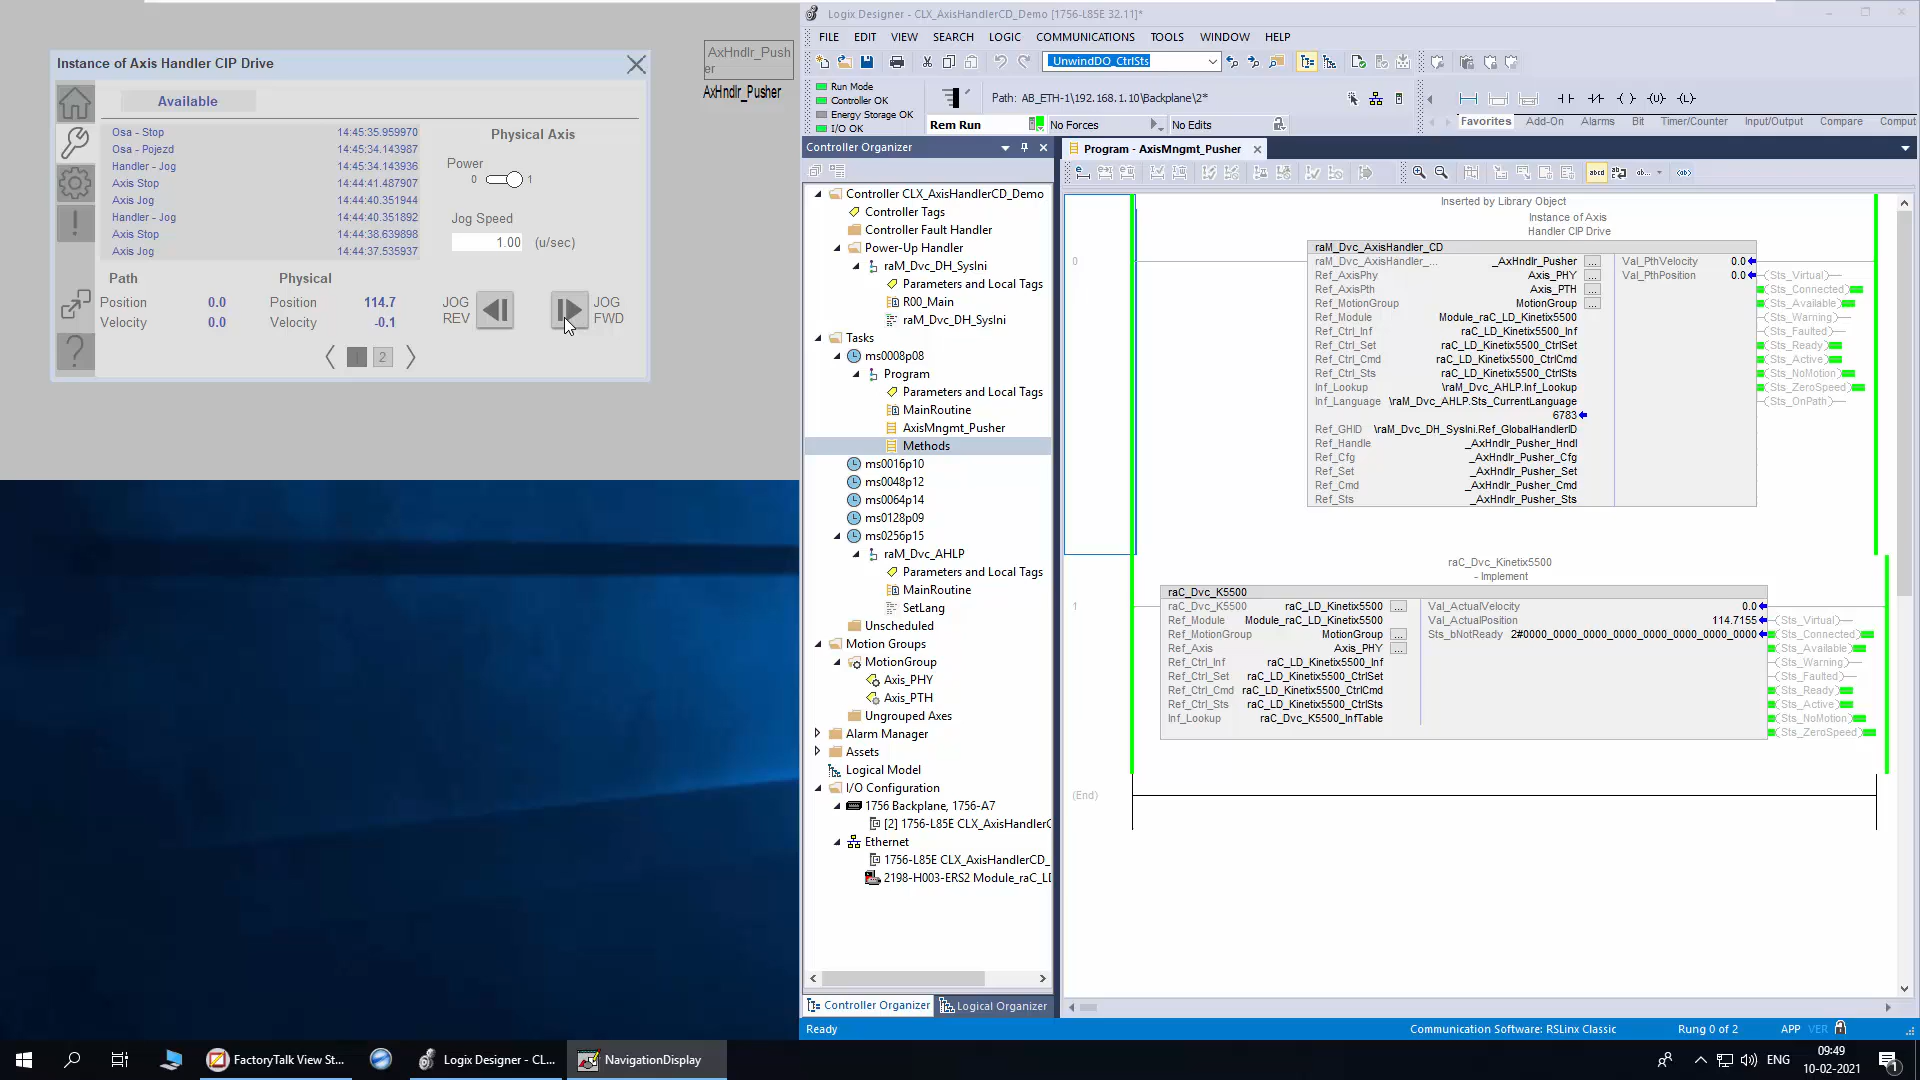 Instance of Axis Handler CIP Drive
Available
Osa - Stop 14:45:35.959970
Osa - Pojezd 14:45:34.143987
Handler - Jog 14:45:34.143936
Axis Stop 14:44:41.487907
Axis Jog 14:44:40.351944
Handler - Jog 14:44:40.351892
Axis Stop 14:44:38.639898
Axis Jog 14:44:37.535937
Physical Axis
Power
0 1
Jog Speed
1.00 (u/sec)
Path Physical
Position 0.0 Position 114.7
Velocity 0.0 Velocity -0.1
JOG REV
JOG FWD
2
AxHndlr_Push
er
AxHndlr_Pusher
Logix Designer - CLX_AxisHandlerCD_Demo [1756-L85E 32.11]*
FILE EDIT VIEW SEARCH LOGIC COMMUNICATIONS TOOLS WINDOW HELP
_UnwindDO_CtrlSts
Run Mode
Controller OK
Energy Storage OK
I/O OK
Path: AB_ETH-1\192.168.1.10\Backplane\2*
Rem Run No Forces No Edits
Favorites Add-On Alarms Bit Timer/Counter Input/Output Compare Comput
Controller Organizer
Controller CLX_AxisHandlerCD_Demo
Controller Tags
Controller Fault Handler
Power-Up Handler
raM_Dvc_DH_SysIni
Parameters and Local Tags
R00_Main
raM_Dvc_DH_SysIni
Tasks
ms0008p08
Program
Parameters and Local Tags
MainRoutine
AxisMngmt_Pusher
Methods
ms0016p10
ms0048p12
ms0064p14
ms0128p09
ms0256p15
raM_Dvc_AHLP
Parameters and Local Tags
MainRoutine
SetLang
Unscheduled
Motion Groups
MotionGroup
Axis_PHY
Axis_PTH
Ungrouped Axes
Alarm Manager
Assets
Logical Model
I/O Configuration
1756 Backplane, 1756-A7
[2] 1756-L85E CLX_AxisHandlerC
Ethernet
1756-L85E CLX_AxisHandlerCD_
2198-H003-ERS2 Module_raC_LD
Controller Organizer Logical Organizer
Program - AxisMngmt_Pusher
Inserted by Library Object
Instance of Axis
Handler CIP Drive
0
raM_Dvc_AxisHandler_CD
raM_Dvc_AxisHandler_... _AxHndlr_Pusher ... Val_PthVelocity 0.0
Ref_AxisPhy Axis_PHY ... Val_PthPosition 0.0 (Sts_Virtual)
Ref_AxisPth Axis_PTH ... (Sts_Connected)
Ref_MotionGroup MotionGroup ... (Sts_Available)
Ref_Module Module_raC_LD_Kinetix5500 (Sts_Warning)
Ref_Ctrl_Inf raC_LD_Kinetix5500_Inf (Sts_Faulted)
Ref_Ctrl_Set raC_LD_Kinetix5500_CtrlSet (Sts_Ready)
Ref_Ctrl_Cmd raC_LD_Kinetix5500_CtrlCmd (Sts_Active)
Ref_Ctrl_Sts raC_LD_Kinetix5500_CtrlSts (Sts_NoMotion)
Inf_Lookup \raM_Dvc_AHLP.Inf_Lookup (Sts_ZeroSpeed)
Inf_Language \raM_Dvc_AHLP.Sts_CurrentLanguage (Sts_OnPath)
6783
Ref_GHID \raM_Dvc_DH_SysIni.Ref_GlobalHandlerID
Ref_Handle _AxHndlr_Pusher_Hndl
Ref_Cfg _AxHndlr_Pusher_Cfg
Ref_Set _AxHndlr_Pusher_Set
Ref_Cmd _AxHndlr_Pusher_Cmd
Ref_Sts _AxHndlr_Pusher_Sts
raC_Dvc_Kinetix5500
- Implement
1
raC_Dvc_K5500
raC_Dvc_K5500 raC_LD_Kinetix5500 ... Val_ActualVelocity 0.0
Ref_Module Module_raC_LD_Kinetix5500 Val_ActualPosition 114.7155 (Sts_Virtual)
Ref_MotionGroup MotionGroup ... Sts_bNotReady 2#0000_0000_0000_0000_0000_0000_0000_0000 (Sts_Connected)
Ref_Axis Axis_PHY ... (Sts_Available)
Ref_Ctrl_Inf raC_LD_Kinetix5500_Inf (Sts_Warning)
Ref_Ctrl_Set raC_LD_Kinetix5500_CtrlSet (Sts_Faulted)
Ref_Ctrl_Cmd raC_LD_Kinetix5500_CtrlCmd (Sts_Ready)
Ref_Ctrl_Sts raC_LD_Kinetix5500_CtrlSts (Sts_Active)
Inf_Lookup raC_Dvc_K5500_InfTable (Sts_NoMotion)
(Sts_ZeroSpeed)
(End)
Ready Communication Software: RSLinx Classic Rung 0 of 2 APP VER
FactoryTalk View St... Logix Designer - CL... NavigationDisplay ENG
09:49
10-02-2021
1